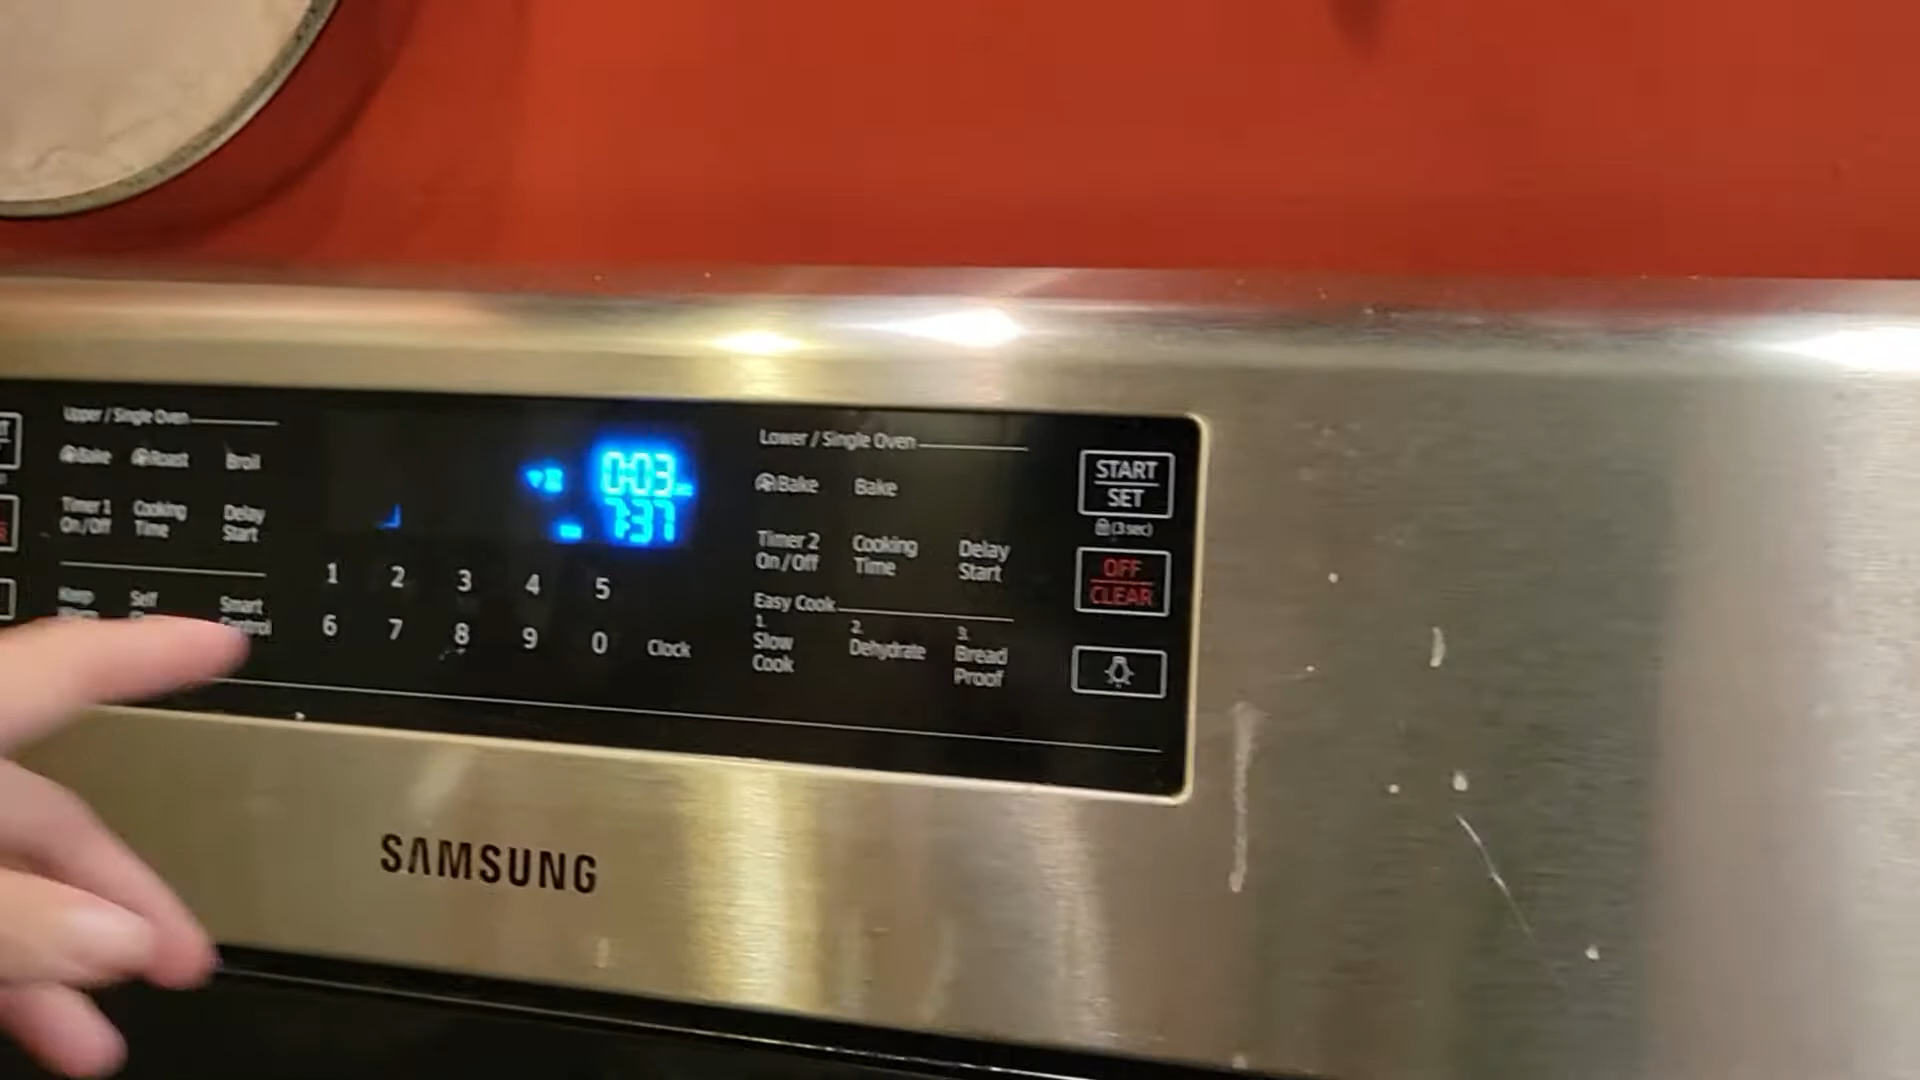 Upper / Single Oven
Bake Roast Broil
Timer 1 On/Off
Cooking Time
Delay Start
Keep
Self
Smart Control
0:03
7:37
1 2 3 4 5
6 7 8 9 0 Clock
Lower / Single Oven
Bake Bake
Timer 2 On/Off
Cooking Time
Delay Start
Easy Cook
1. Slow Cook
2. Dehydrate
3. Bread Proof
START
SET
(3 sec)
OFF
CLEAR
SAMSUNG